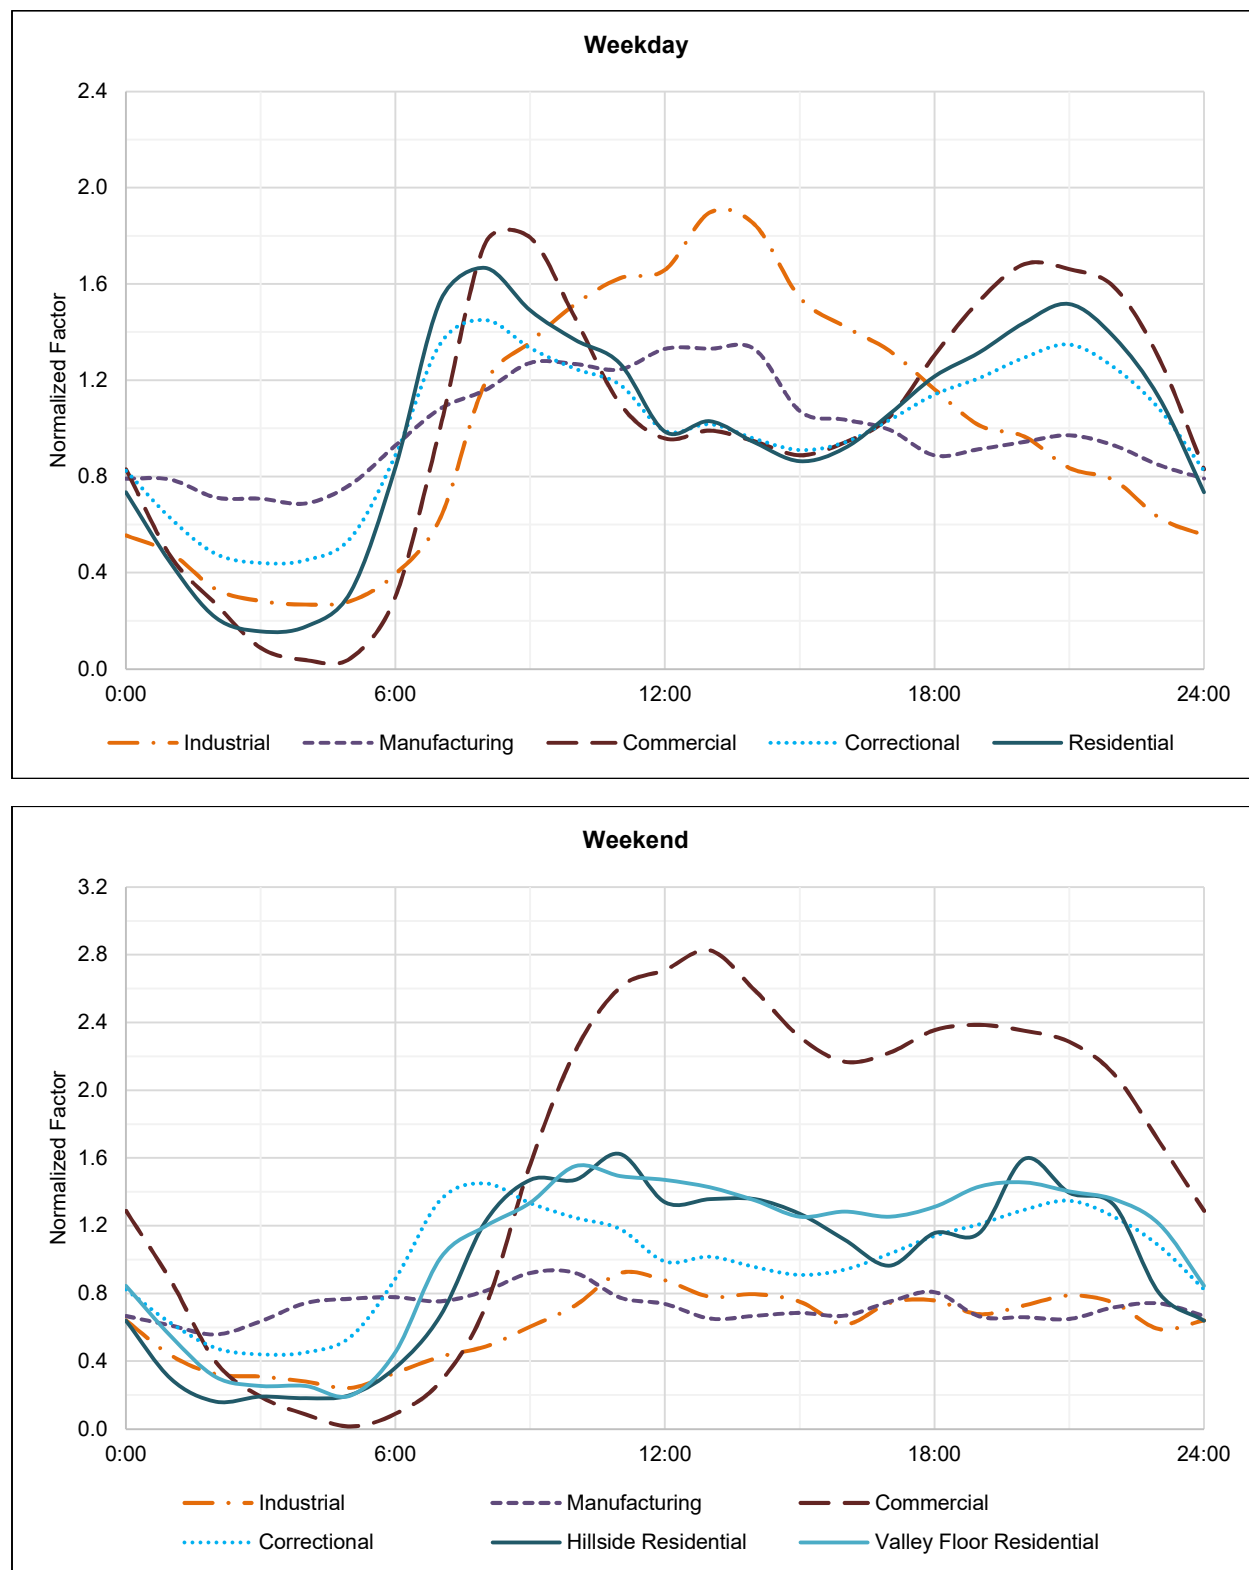 Weekday
2.4
2.0
1.6
1.2
0.8
0.4
0.0
Normalized Factor
0:00 6:00 12:00 18:00 24:00
Industrial Manufacturing Commercial Correctional Residential
Weekend
3.2
2.8
2.4
2.0
1.6
1.2
0.8
0.4
0.0
Normalized Factor
0:00 6:00 12:00 18:00 24:00
Industrial Manufacturing Commercial
Correctional Hillside Residential Valley Floor Residential